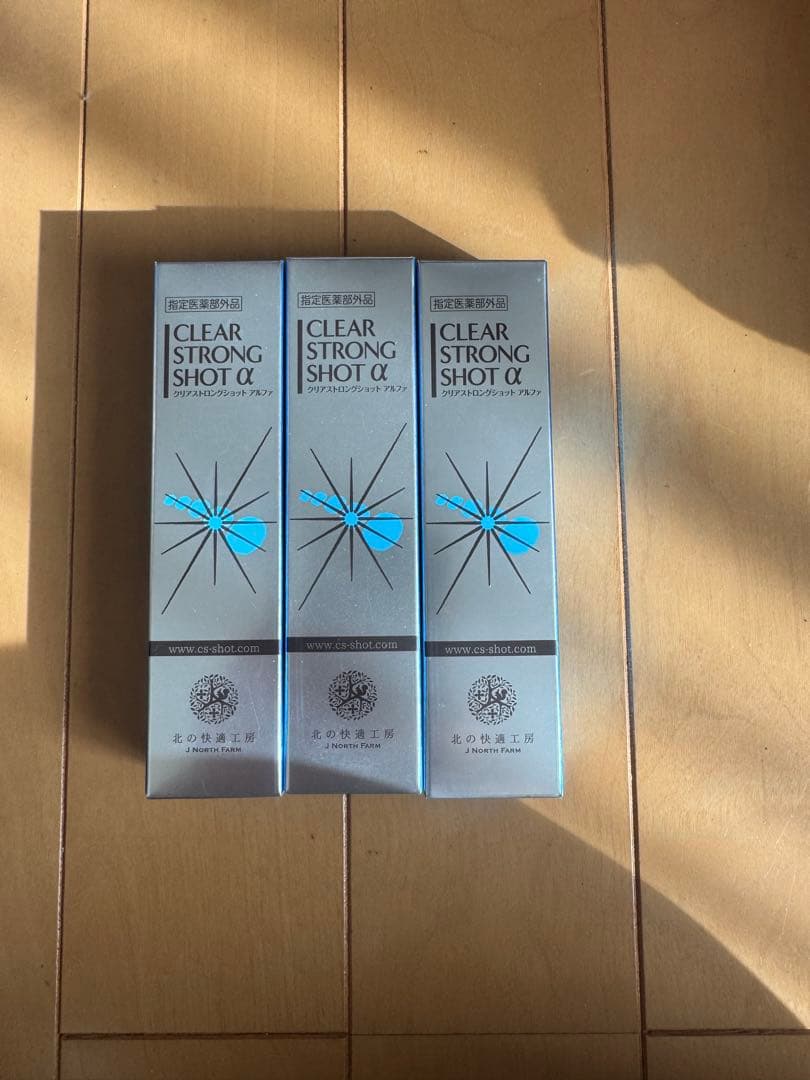 指定医薬部外品
CLEAR
STRONG
SHOT α
クリアストロングショット アルファ
www.cs-shot.com
北の快適工房
J NORTH FARM
指定医薬部外品
CLEAR
STRONG
SHOT α
クリアストロングショット アルファ
www.cs-shot.com
北の快適工房
J NORTH FARM
指定医薬部外品
CLEAR
STRONG
SHOT α
クリアストロングショット アルファ
www.cs-shot.com
北の快適工房
J NORTH FARM